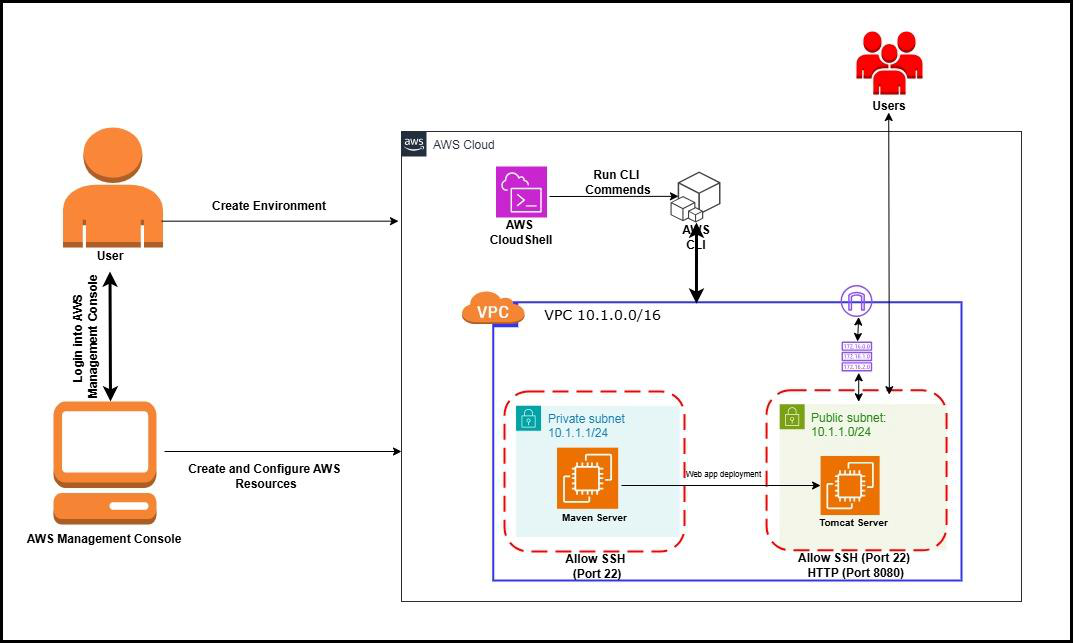 Users
aws
AWS Cloud
Run CLI
Commends
AWS
CloudShell
AWS
CLI
Create Environment
User
Login into AWS
Management Console
VPC
VPC 10.1.0.0/16
172.16.0.0
172.16.1.0
172.16.2.0
Private subnet
10.1.1.1/24
Public subnet:
10.1.1.0/24
Web app deployment
Maven Server
Tomcat Server
Create and Configure AWS
Resources
AWS Management Console
Allow SSH
(Port 22)
Allow SSH (Port 22)
HTTP (Port 8080)